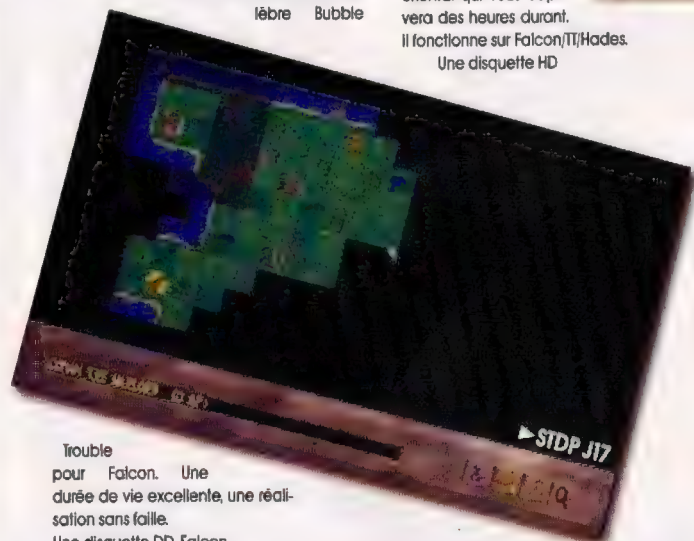 lèbre Bubble
vera des heures durant.
Il fonctionne sur Falcon/TT/Hades.
Une disquette HD
►STDP J17
Trouble
pour Falcon. Une
durée de vie excellente, une réali-
sation sans faille.